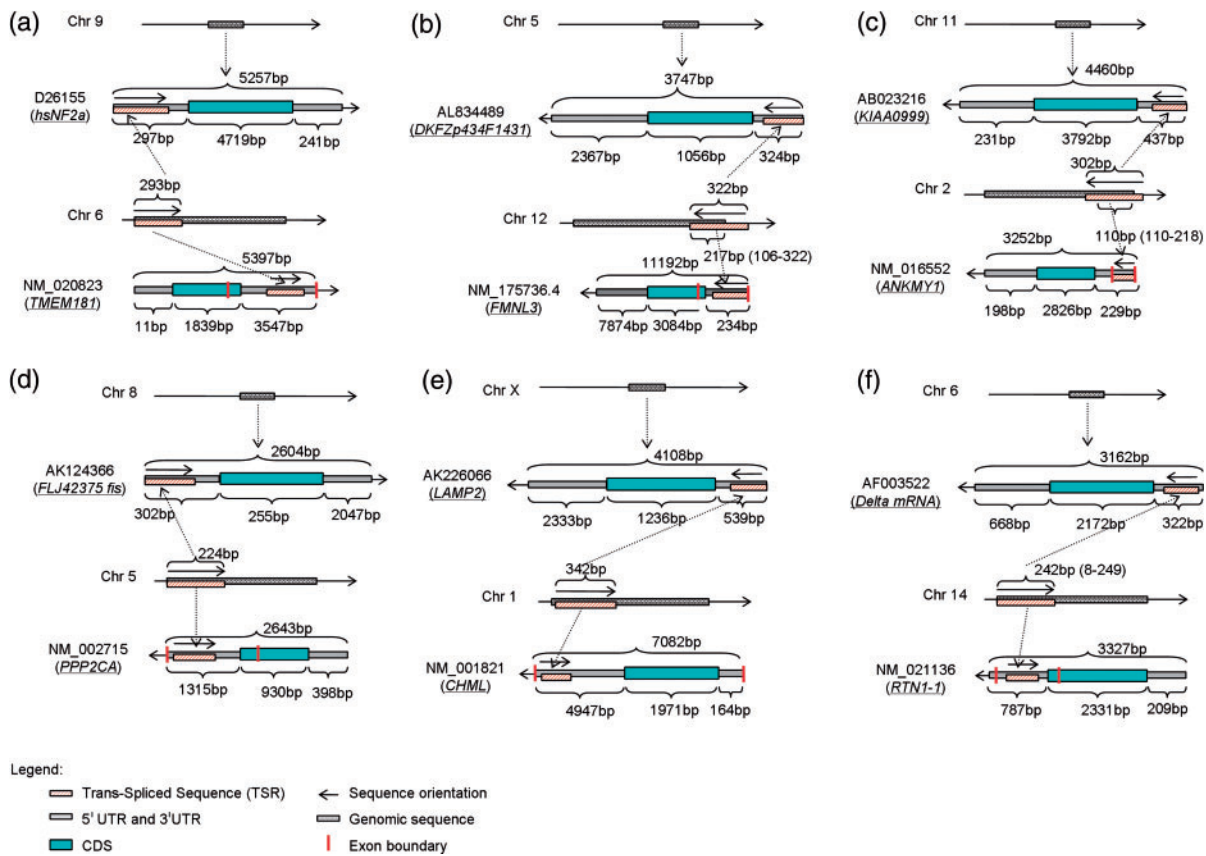 (a)
Chr 9
5257bp
D26155
(hsNF2a)
297bp
4719bp
241bp
293bp
Chr 6
5397bp
NM_020823
(TMEM181)
11bp
1839bp
3547bp
(b)
Chr 5
3747bp
AL834489
(DKFZp434F1431)
2367bp
1056bp
324bp
322bp
Chr 12
217bp (106-322)
11192bp
NM_175736.4
(FMNL3)
7874bp
3084bp
234bp
(c)
Chr 11
4460bp
AB023216
(KIAA0999)
231bp
3792bp
437bp
302bp
Chr 2
110bp (110-218)
3252bp
NM_016552
(ANKMY1)
198bp
2826bp
229bp
(d)
Chr 8
2604bp
AK124366
(FLJ42375 fis)
302bp
255bp
2047bp
224bp
Chr 5
2643bp
NM_002715
(PPP2CA)
1315bp
930bp
398bp
(e)
Chr X
4108bp
AK226066
(LAMP2)
2333bp
1236bp
539bp
342bp
Chr 1
7082bp
NM_001821
(CHML)
4947bp
1971bp
164bp
(f)
Chr 6
3162bp
AF003522
(Delta mRNA)
668bp
2172bp
322bp
242bp (8-249)
Chr 14
3327bp
NM_021136
(RTN1-1)
787bp
2331bp
209bp
Legend:
Trans-Spliced Sequence (TSR)
5' UTR and 3'UTR
CDS
Sequence orientation
Genomic sequence
Exon boundary